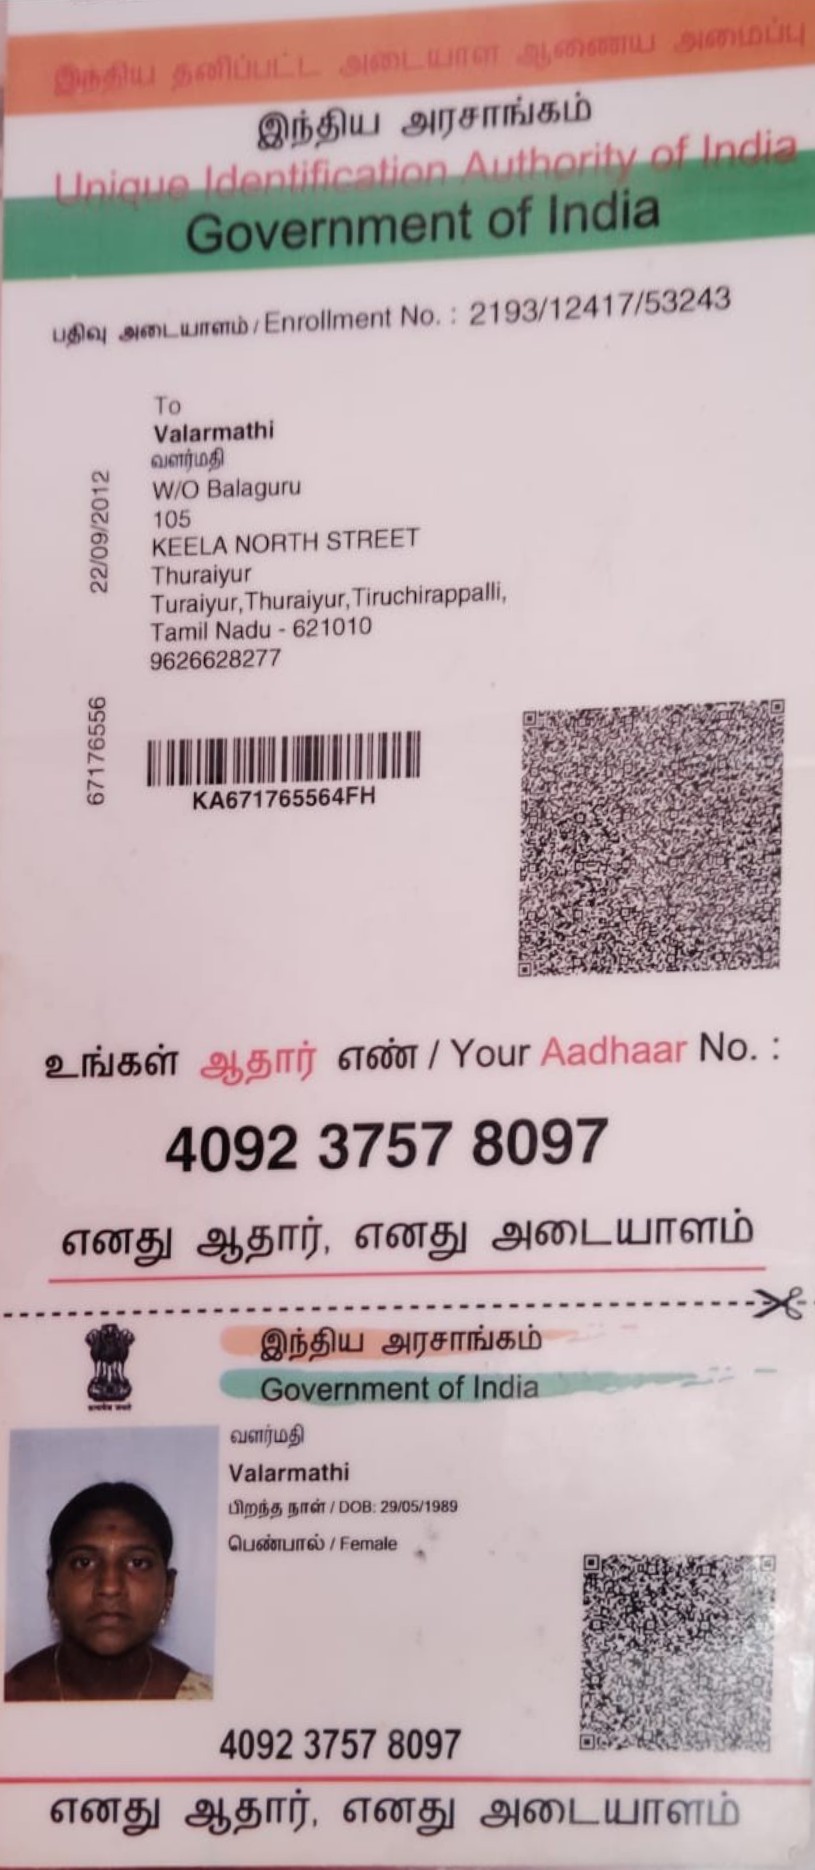 இந்திய தனிப்பட்ட அடையாள ஆணைய அமைப்பு
இந்திய அரசாங்கம்
Unique Identification Authority of India
Government of India
பதிவு அடையாளம் / Enrollment No. : 2193/12417/53243
To
Valarmathi
வளர்மதி
W/O Balaguru
105
KEELA NORTH STREET
Thuraiyur
Turaiyur,Thuraiyur,Tiruchirappalli,
Tamil Nadu - 621010
9626628277
22/09/2012
67176556
KA671765564FH
உங்கள் ஆதார் எண் / Your Aadhaar No. :
4092 3757 8097
எனது ஆதார், எனது அடையாளம்
இந்திய அரசாங்கம்
Government of India
வளர்மதி
Valarmathi
பிறந்த நாள் / DOB: 29/05/1989
பெண்பால் / Female
4092 3757 8097
எனது ஆதார், எனது அடையாளம்